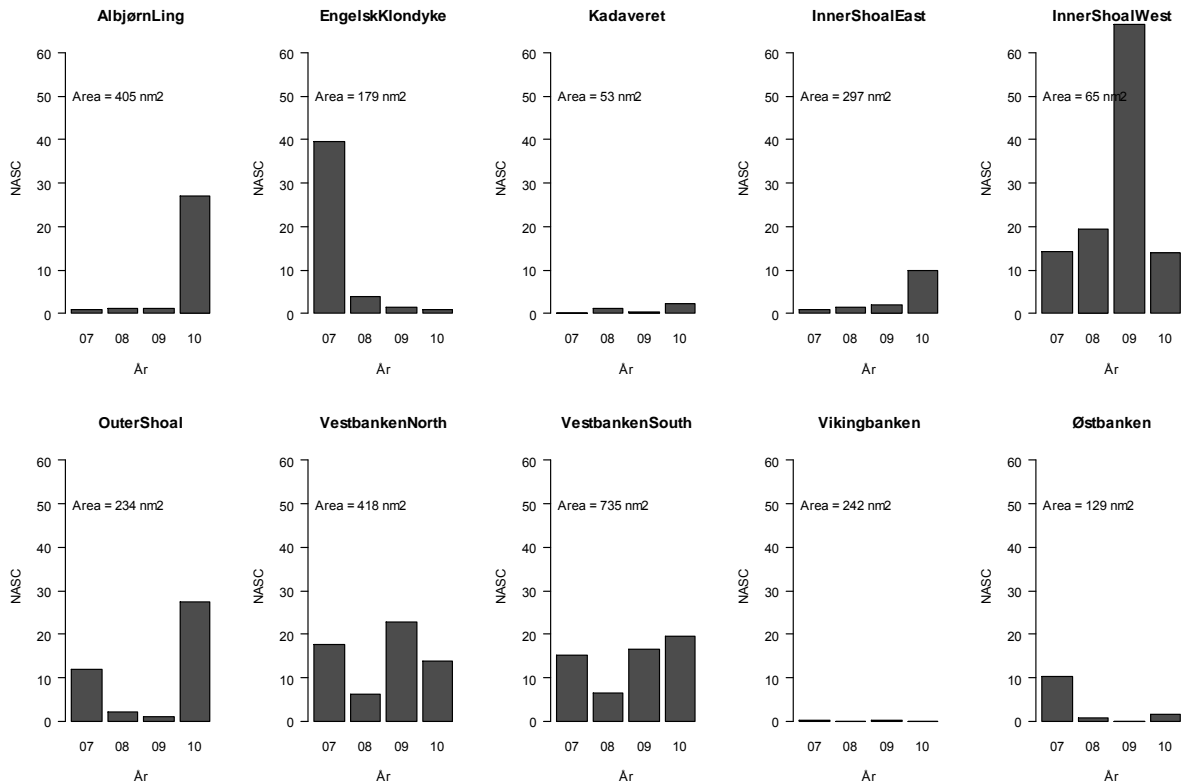 AlbjørnLing
60
50
40
30
20
10
0
NASC
Area = 405 nm2
07 08 09 10
År
EngelskKlondyke
60
50
40
30
20
10
0
NASC
Area = 179 nm2
07 08 09 10
År
Kadaveret
60
50
40
30
20
10
0
NASC
Area = 53 nm2
07 08 09 10
År
InnerShoalEast
60
50
40
30
20
10
0
NASC
Area = 297 nm2
07 08 09 10
År
InnerShoalWest
60
50
40
30
20
10
0
NASC
Area = 65 nm2
07 08 09 10
År
OuterShoal
60
50
40
30
20
10
0
NASC
Area = 234 nm2
07 08 09 10
År
VestbankenNorth
60
50
40
30
20
10
0
NASC
Area = 418 nm2
07 08 09 10
År
VestbankenSouth
60
50
40
30
20
10
0
NASC
Area = 735 nm2
07 08 09 10
År
Vikingbanken
60
50
40
30
20
10
0
NASC
Area = 242 nm2
07 08 09 10
År
Østbanken
60
50
40
30
20
10
0
NASC
Area = 129 nm2
07 08 09 10
År